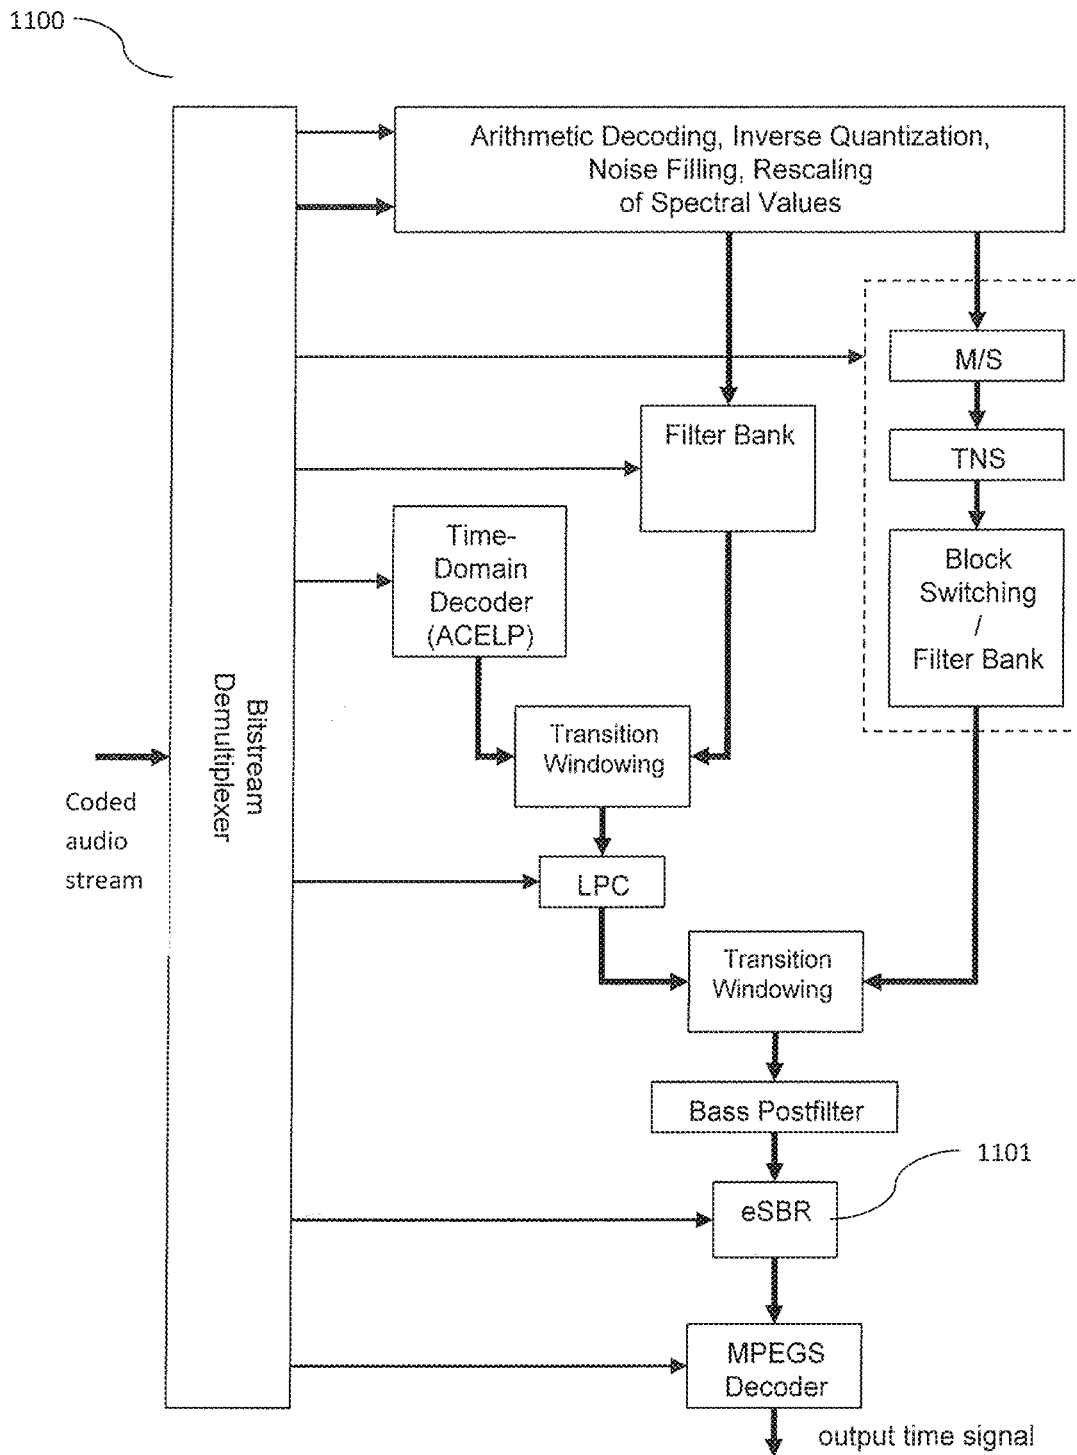 1100
Arithmetic Decoding, Inverse Quantization,
Noise Filling, Rescaling
of Spectral Values
M/S
Filter Bank
TNS
Time-
Domain
Decoder
(ACELP)
Block
Switching
/
Filter Bank
Bitstream
Demultiplexer
Transition
Windowing
Coded
audio
stream
LPC
Transition
Windowing
Bass Postfilter
1101
eSBR
MPEGS
Decoder
output time signal